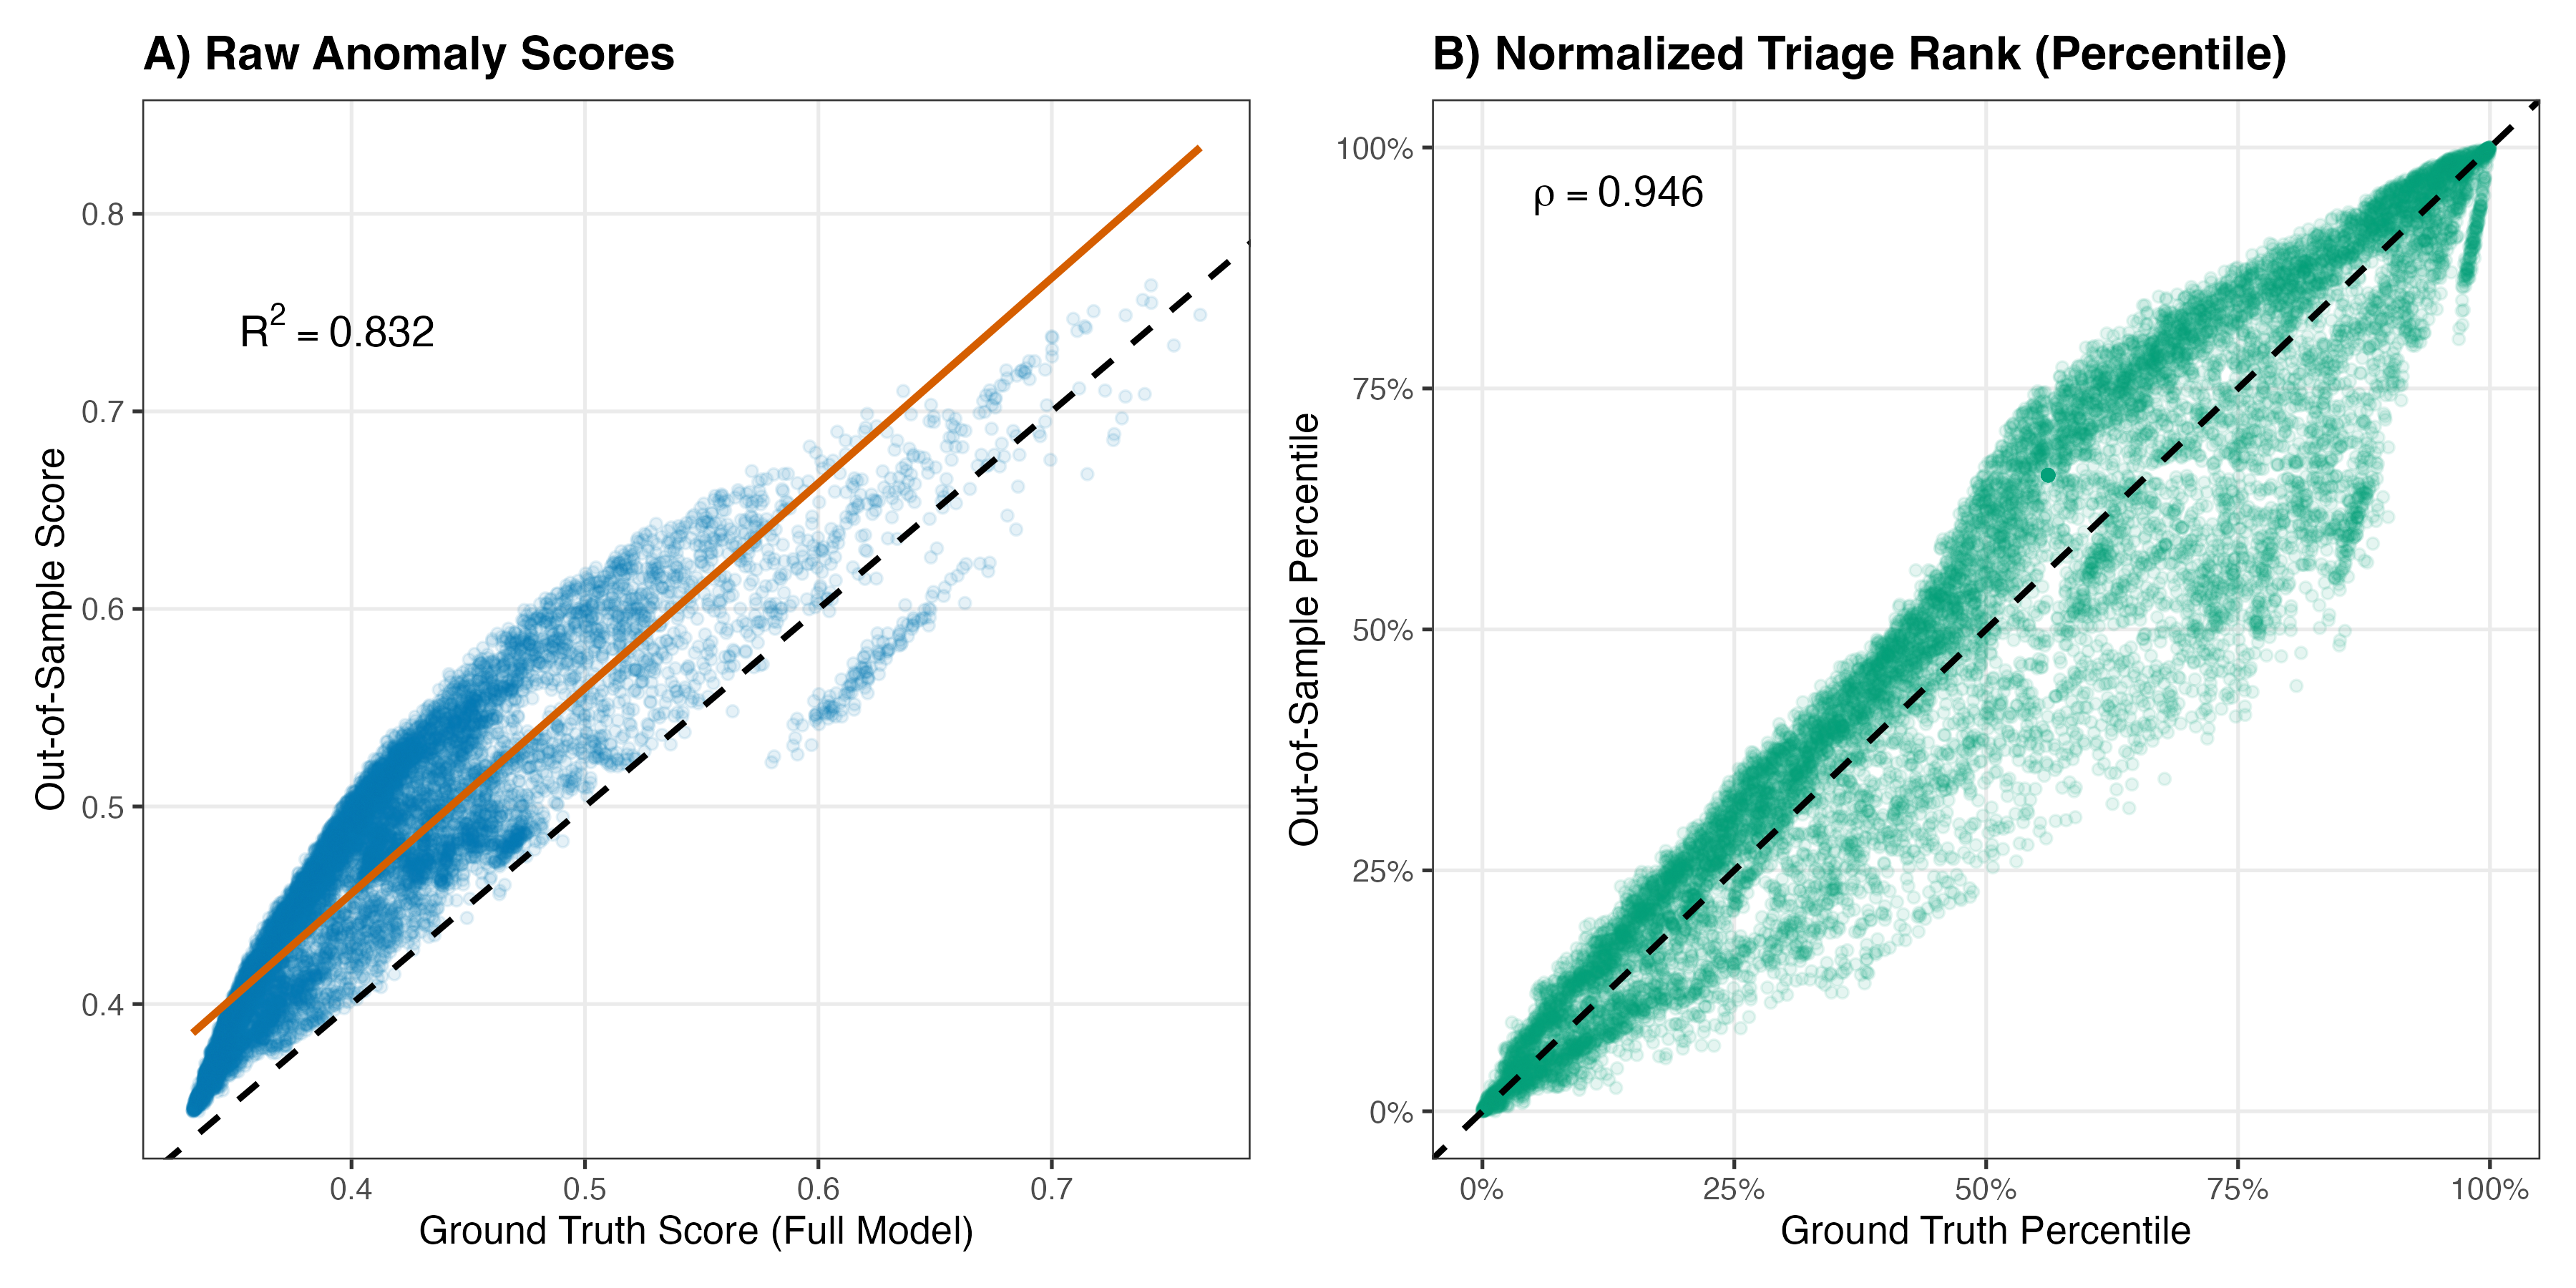 A) Raw Anomaly Scores
R² = 0.832
0.8
0.7
0.6
0.5
0.4
Out-of-Sample Score
0.4 0.5 0.6 0.7
Ground Truth Score (Full Model)
B) Normalized Triage Rank (Percentile)
ρ = 0.946
100%
75%
50%
25%
0%
Out-of-Sample Percentile
0% 25% 50% 75% 100%
Ground Truth Percentile